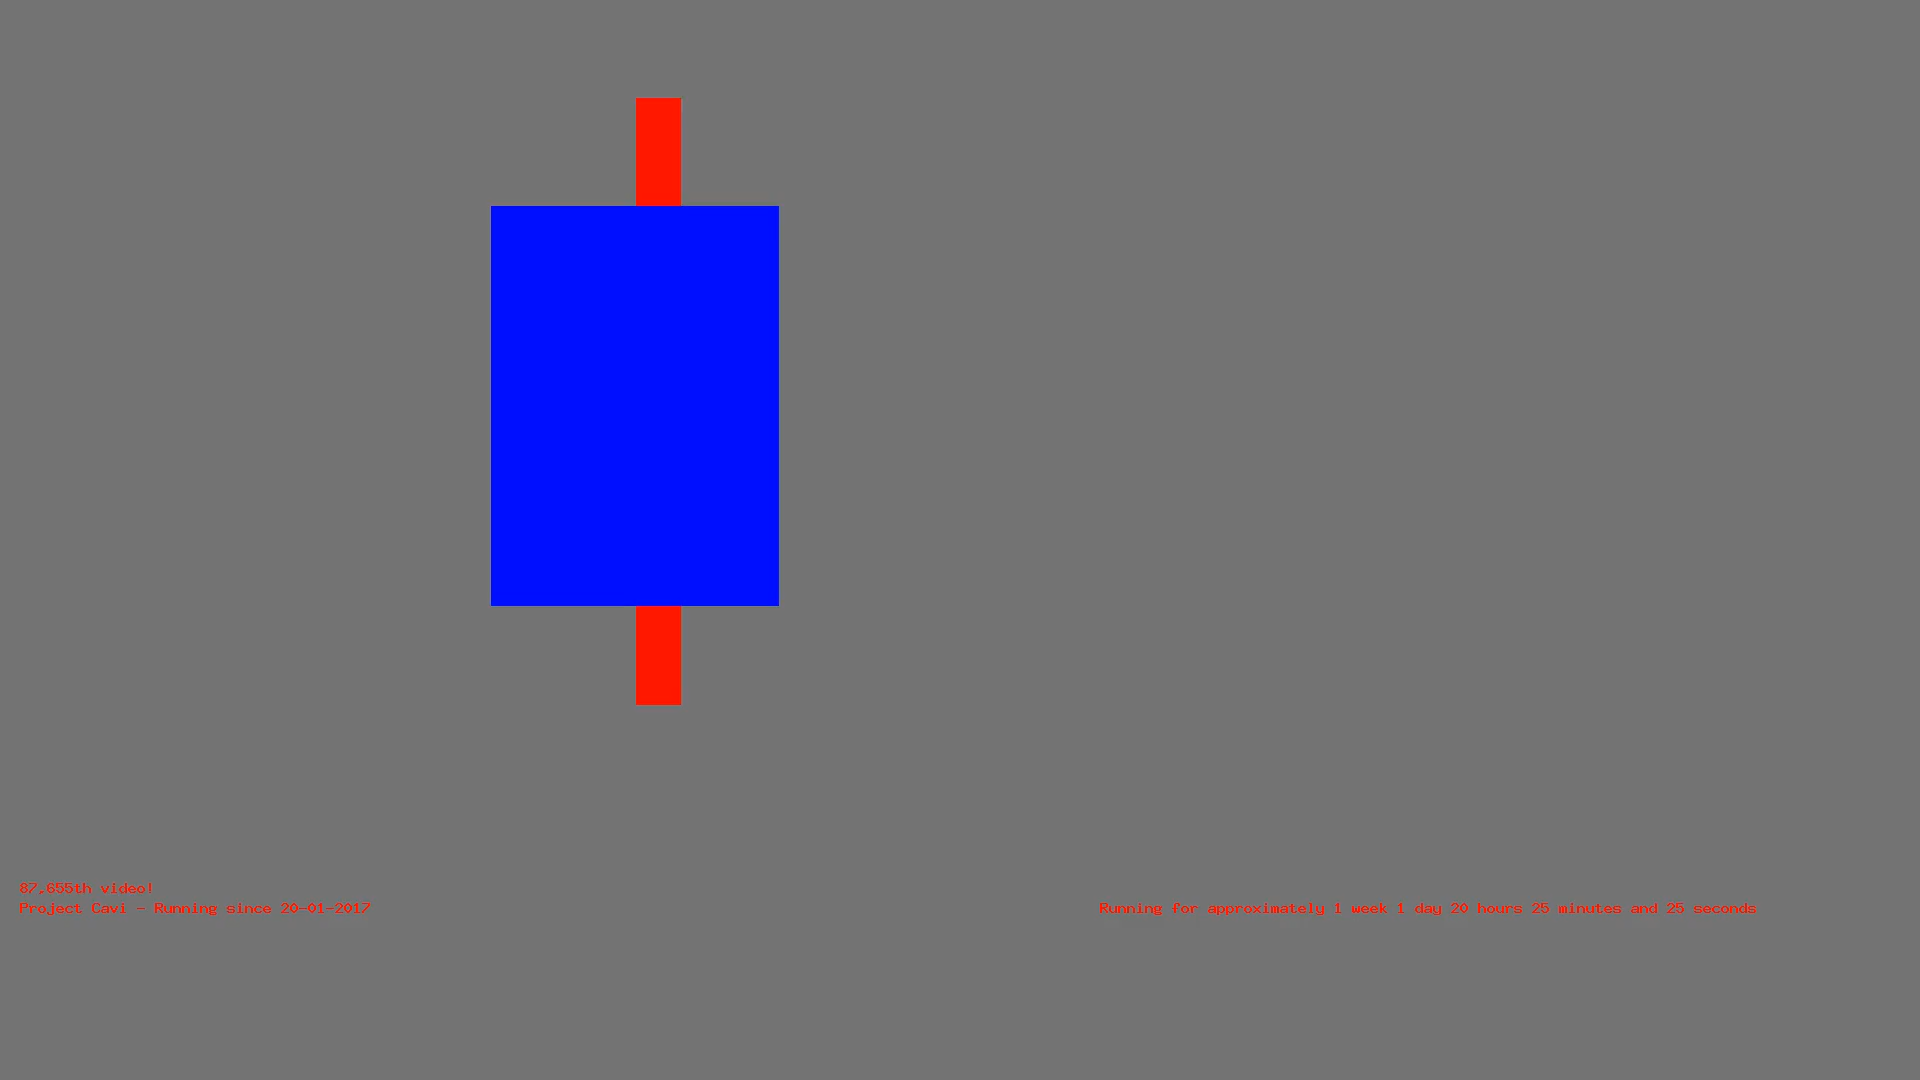 87,655th video!
Project Cavi - Running since 20-01-2017
Running for approximately 1 week 1 day 20 hours 25 minutes and 25 seconds